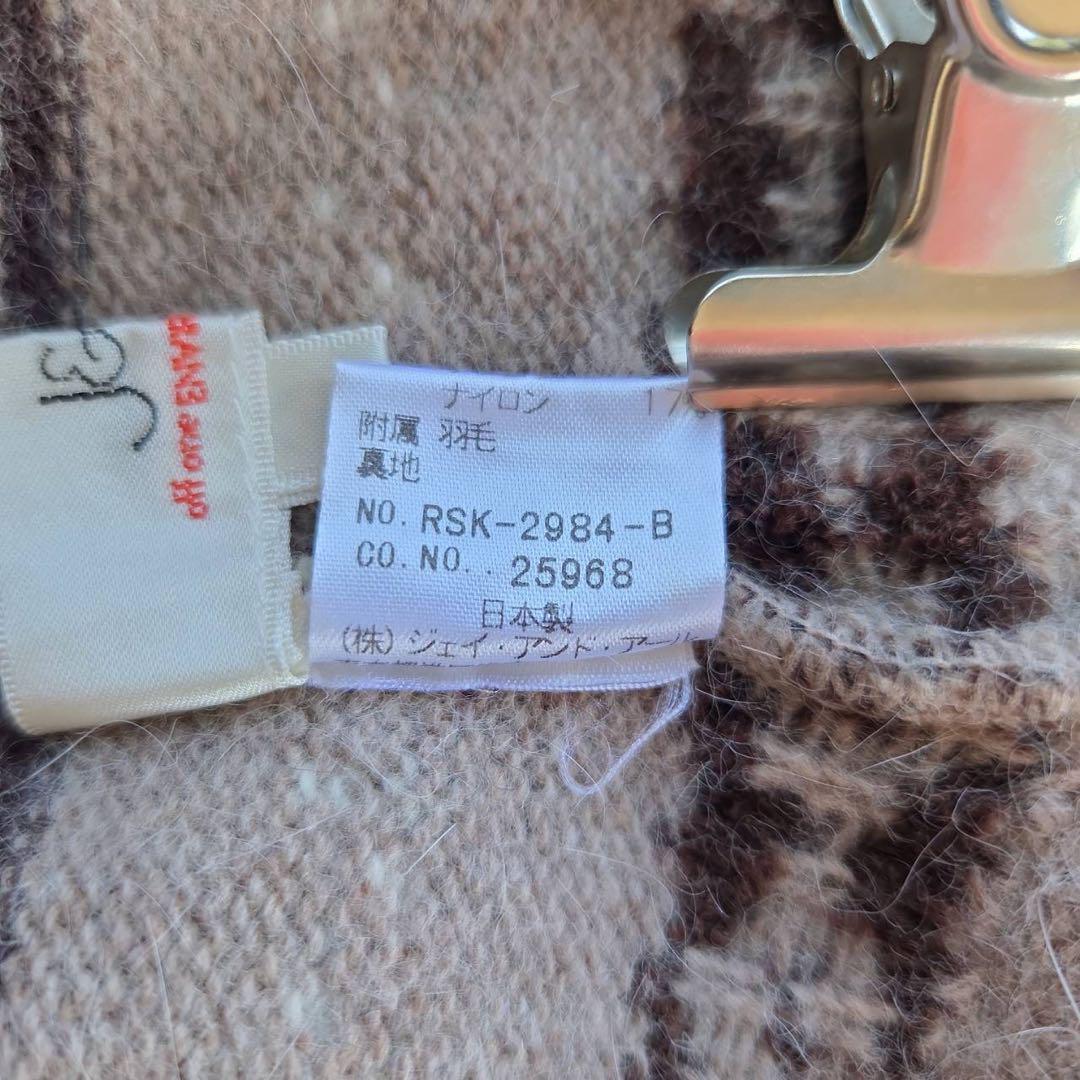 ナイロン
附属 羽毛
裏地
NO. RSK-2984-B
CO. NO.. 25968
日本製
(株) ジェイ・アンド・アール